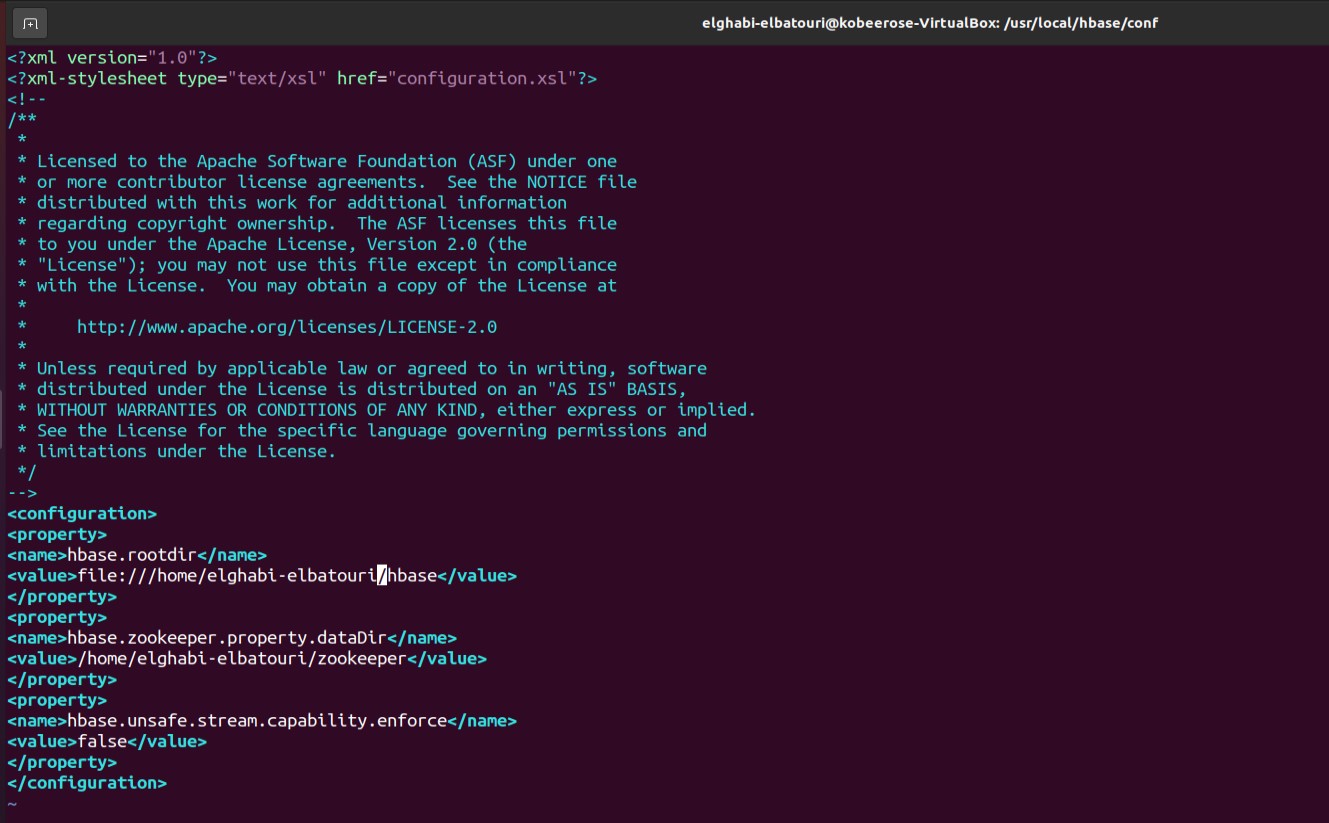 elghabi-elbatouri@kobeerose-VirtualBox: /usr/local/hbase/conf
<?xml version="1.0"?>
<?xml-stylesheet type="text/xsl" href="configuration.xsl"?>
<!--
/**
 *
 * Licensed to the Apache Software Foundation (ASF) under one
 * or more contributor license agreements.  See the NOTICE file
 * distributed with this work for additional information
 * regarding copyright ownership.  The ASF licenses this file
 * to you under the Apache License, Version 2.0 (the
 * "License"); you may not use this file except in compliance
 * with the License.  You may obtain a copy of the License at
 *
 *     http://www.apache.org/licenses/LICENSE-2.0
 *
 * Unless required by applicable law or agreed to in writing, software
 * distributed under the License is distributed on an "AS IS" BASIS,
 * WITHOUT WARRANTIES OR CONDITIONS OF ANY KIND, either express or implied.
 * See the License for the specific language governing permissions and
 * limitations under the License.
 */
-->
<configuration>
<property>
<name>hbase.rootdir</name>
<value>file:///home/elghabi-elbatouri/hbase</value>
</property>
<property>
<name>hbase.zookeeper.property.dataDir</name>
<value>/home/elghabi-elbatouri/zookeeper</value>
</property>
<property>
<name>hbase.unsafe.stream.capability.enforce</name>
<value>false</value>
</property>
</configuration>
~